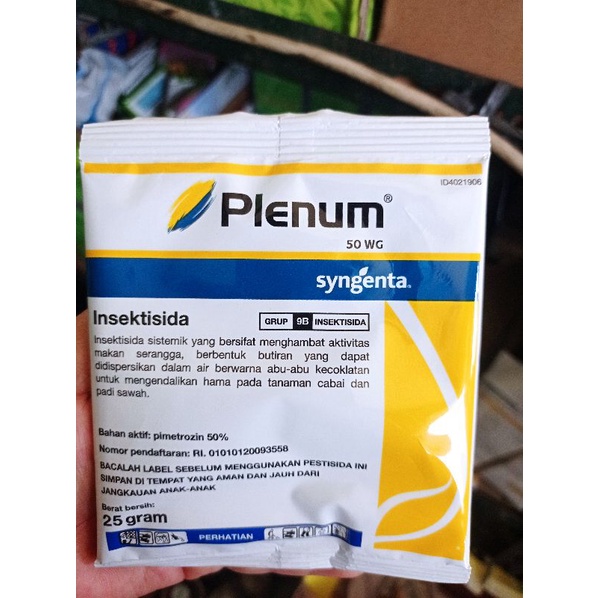 ID4021906
Plenum®
50 WG
syngenta
Insektisida
GRUP 9B INSEKTISIDA
Insektisida sistemik yang bersifat menghambat aktivitas
makan serangga, berbentuk butiran yang dapat
didispersikan dalam air berwarna abu-abu kecoklatan
untuk mengendalikan hama pada tanaman cabai dan
padi sawah.
Bahan aktif: pimetrozin 50%
Nomor pendaftaran: RI. 01010120093558
BACALAH LABEL SEBELUM MENGGUNAKAN PESTISIDA INI
SIMPAN DI TEMPAT YANG AMAN DAN JAUH DARI
JANGKAUAN ANAK-ANAK
Berat bersih:
25 gram
PERHATIAN